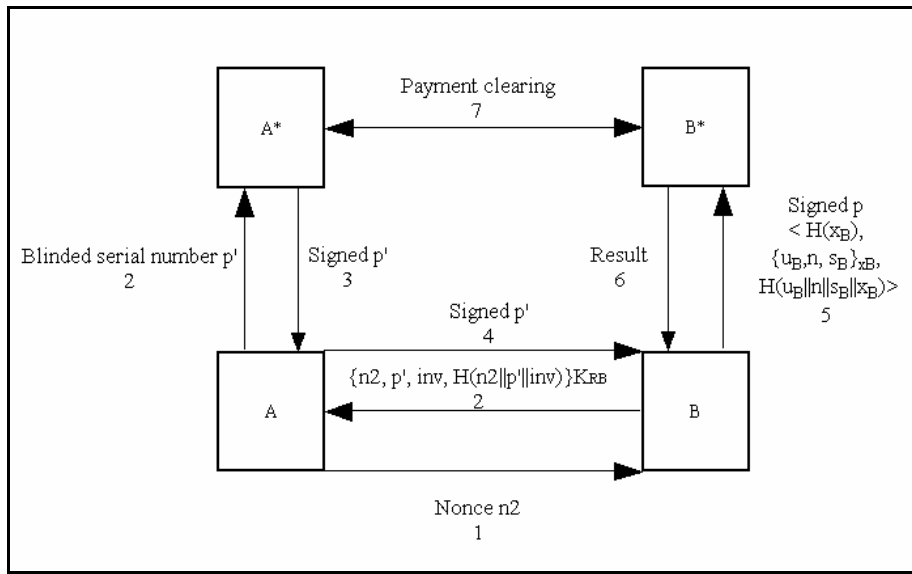 Payment clearing
7
A*
B*
Blinded serial number p'
2
Signed p'
3
Result
6
Signed p
< H(xB),
{uB,n, sB}xB,
H(uB||n||sB||xB)>
5
Signed p'
4
{n2, p', inv, H(n2||p'||inv)}KRB
2
A
B
Nonce n2
1